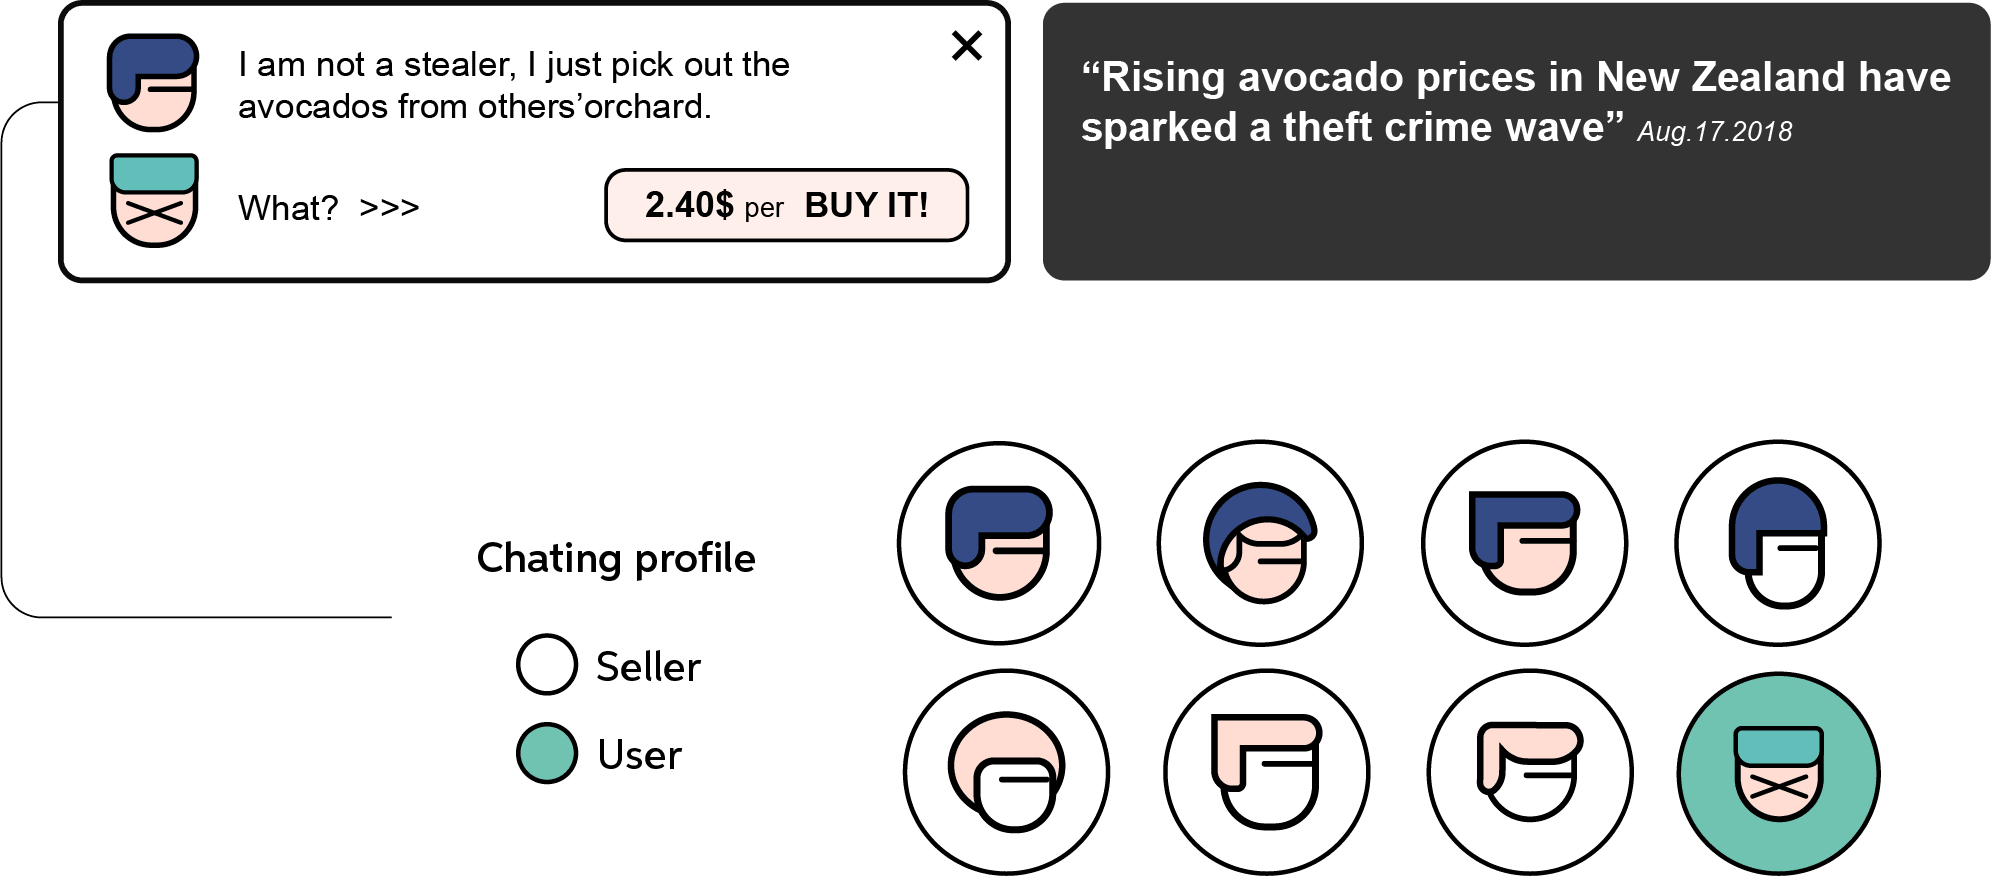 I am not a stealer, I just pick out the
avocados from others’orchard.
What? >>>
2.40$ per BUY IT!
“Rising avocado prices in New Zealand have
sparked a theft crime wave” Aug.17.2018
Chating profile
Seller
User